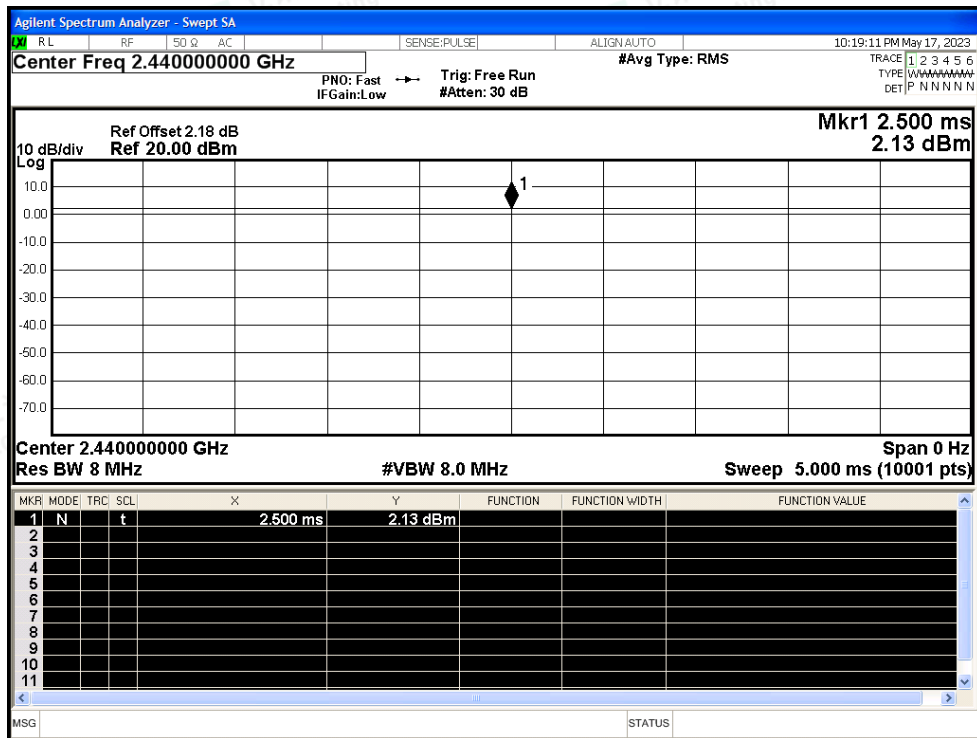 Agilent Spectrum Analyzer - Swept SA
LXI RL RF 50 Ω AC SENSE:PULSE ALIGNAUTO 10:19:11 PM May 17, 2023
Center Freq 2.440000000 GHz #Avg Type: RMS TRACE 1 2 3 4 5 6
PNO: Fast Trig: Free Run TYPE WWWWWW
IFGain:Low #Atten: 30 dB DET P N N N N N
Mkr1 2.500 ms
Ref Offset 2.18 dB
10 dB/div Ref 20.00 dBm 2.13 dBm
Log
10.0
1
0.00
-10.0
-20.0
-30.0
-40.0
-50.0
-60.0
-70.0
Center 2.440000000 GHz Span 0 Hz
Res BW 8 MHz #VBW 8.0 MHz Sweep 5.000 ms (10001 pts)
MKR MODE TRC SCL X Y FUNCTION FUNCTION WIDTH FUNCTION VALUE
1 N t 2.500 ms 2.13 dBm
2
3
4
5
6
7
8
9
10
11
MSG STATUS